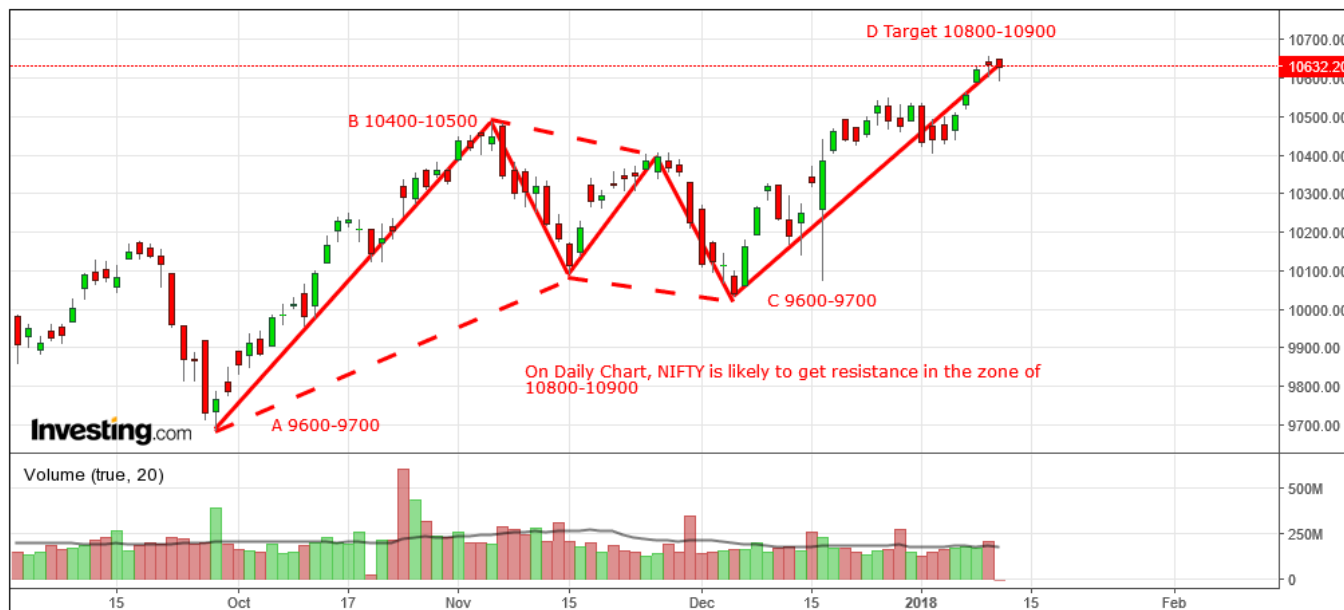 D Target 10800-10900
10700.00
10632.20
10600.00
B 10400-10500
10500.00
10400.00
10300.00
10200.00
10100.00
C 9600-9700
10000.00
9900.00
On Daily Chart, NIFTY is likely to get resistance in the zone of
10800-10900
9800.00
A 9600-9700
Investing.com
9700.00
Volume (true, 20)
500M
250M
0
15 Oct 17 Nov 15 Dec 15 2018 15 Feb